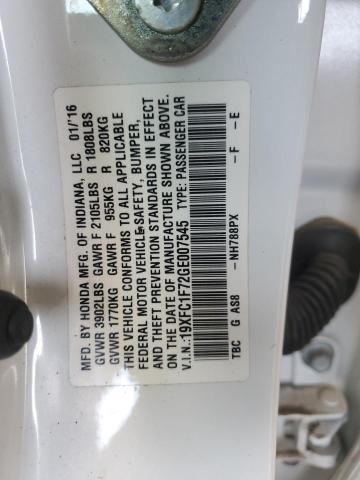 MFD. BY HONDA MFG. OF INDIANA, LLC 01/'16
GVWR 3902LBS GAWR F 2105LBS R 1808LBS
GVWR 1770KG GAWR F 955KG R 820KG
THIS VEHICLE CONFORMS TO ALL APPLICABLE
FEDERAL MOTOR VEHICLE SAFETY, BUMPER,
AND THEFT PREVENTION STANDARDS IN EFFECT
ON THE DATE OF MANUFACTURE SHOWN ABOVE.
V.I.N.:19XFC1F72GE007545 TYPE: PASSENGER CAR
-NH788PX -F -E
TBC G AS8